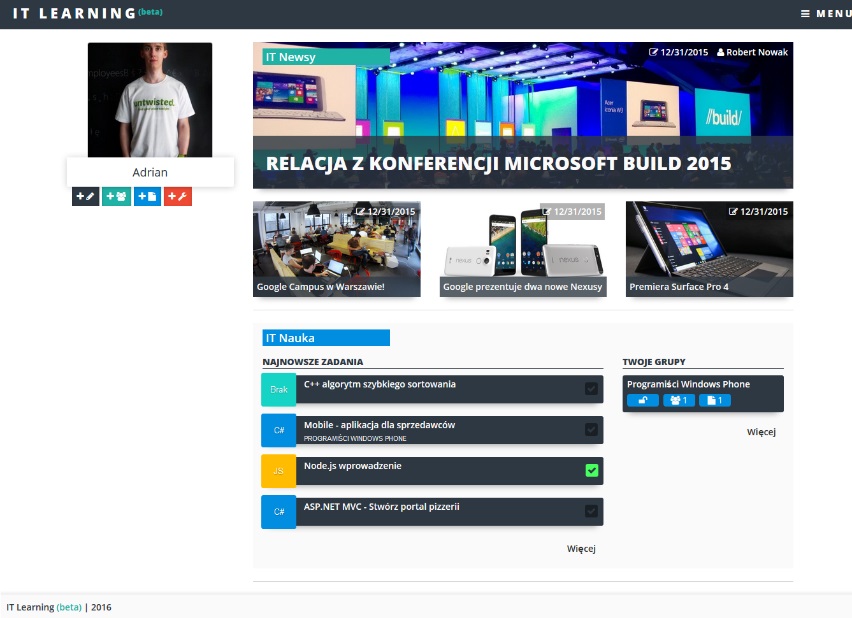 IT LEARNING (beta)
MENU
untwisted.
Adrian
IT Newsy
12/31/2015 Robert Nowak
Acer
//build/
RELACJA Z KONFERENCJI MICROSOFT BUILD 2015
12/31/2015
Google Campus w Warszawie!
12/31/2015
nexus
nexus
Google prezentuje dwa nowe Nexusy
12/31/2015
Premiera Surface Pro 4
IT Nauka
NAJNOWSZE ZADANIA
Brak
C++ algorytm szybkiego sortowania
C#
Mobile - aplikacja dla sprzedawców
PROGRAMIŚCI WINDOWS PHONE
JS
Node.js wprowadzenie
C#
ASP.NET MVC - Stwórz portal pizzerii
Więcej
TWOJE GRUPY
Programiści Windows Phone
1
1
Więcej
IT Learning (beta) | 2016